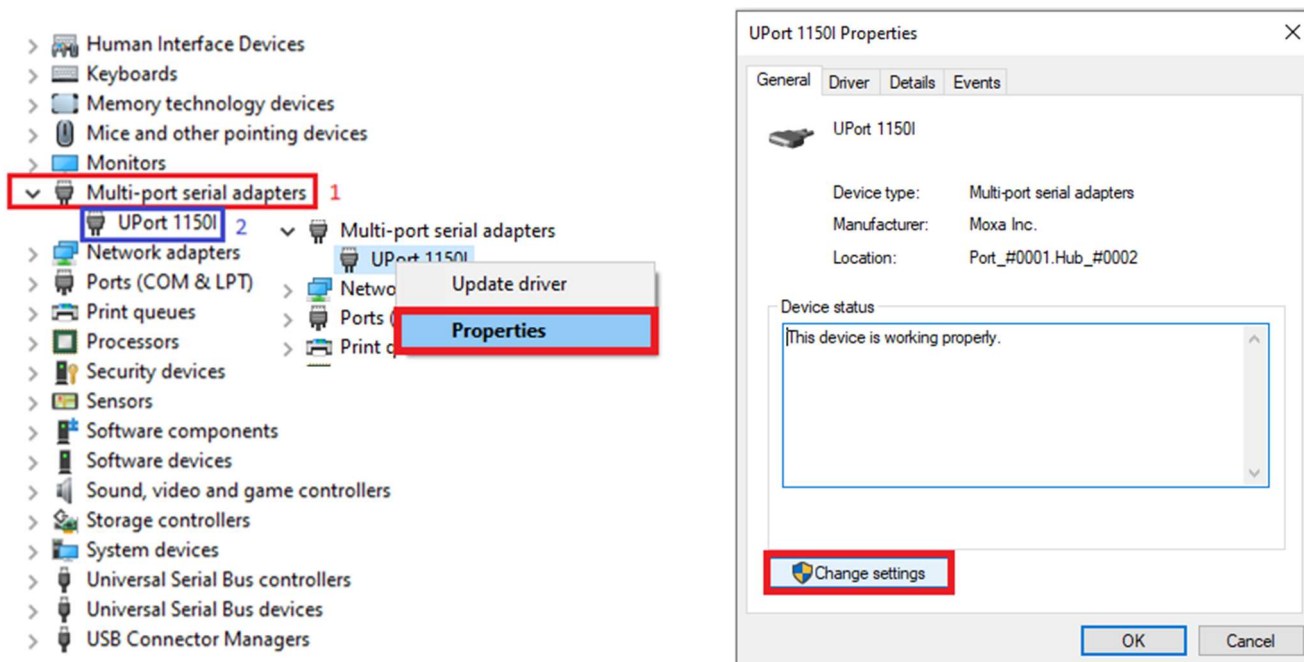 Human Interface Devices
Keyboards
Memory technology devices
Mice and other pointing devices
Monitors
Multi-port serial adapters 1
UPort 1150I 2
Network adapters
Ports (COM & LPT)
Print queues
Processors
Security devices
Sensors
Software components
Software devices
Sound, video and game controllers
Storage controllers
System devices
Universal Serial Bus controllers
Universal Serial Bus devices
USB Connector Managers
Multi-port serial adapters
UPort 1150I
Netwo
Ports (
Print q
Update driver
Properties
UPort 1150I Properties
General Driver Details Events
UPort 1150I
Device type: Multi-port serial adapters
Manufacturer: Moxa Inc.
Location: Port_#0001.Hub_#0002
Device status
This device is working properly.
Change settings
OK Cancel